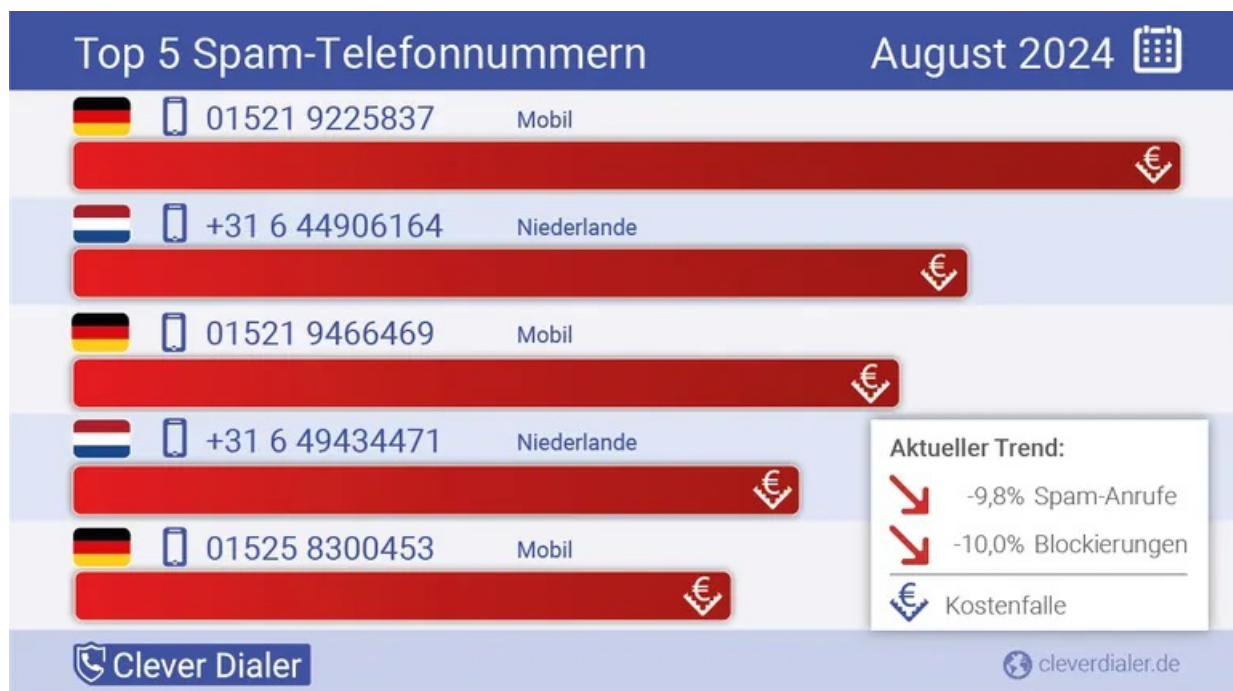 Top 5 Spam-Telefonnummern August 2024
01521 9225837 Mobil
€
+31 6 44906164 Niederlande
€
01521 9466469 Mobil
€
+31 6 49434471 Niederlande
€
01525 8300453 Mobil
€
Aktueller Trend:
-9,8% Spam-Anrufe
-10,0% Blockierungen
€ Kostenfalle
Clever Dialer
cleverdialer.de